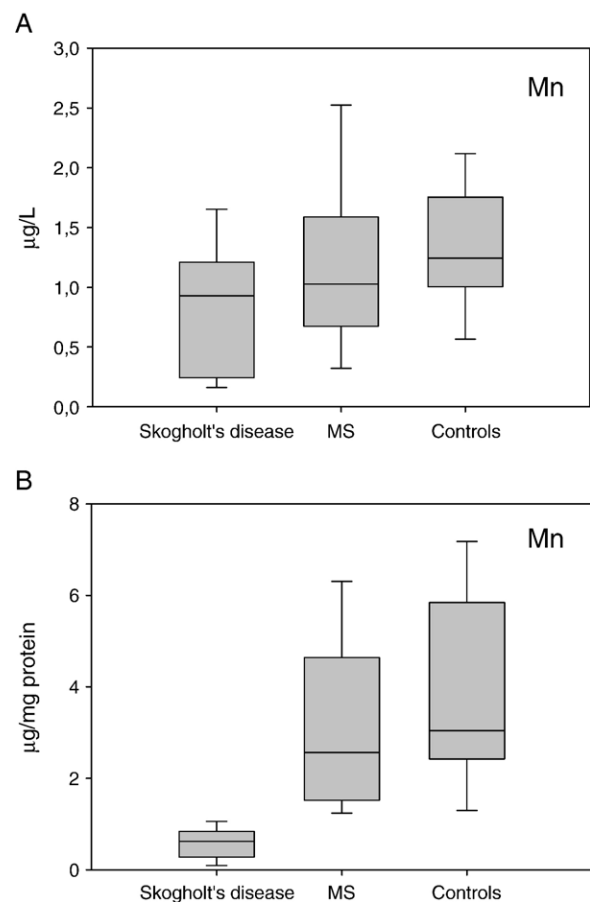 A
3,0
Mn
2,5
2,0
µg/L
1,5
1,0
0,5
0,0
Skogholt's disease MS Controls
B
8
Mn
6
µg/mg protein
4
2
0
Skogholt's disease MS Controls